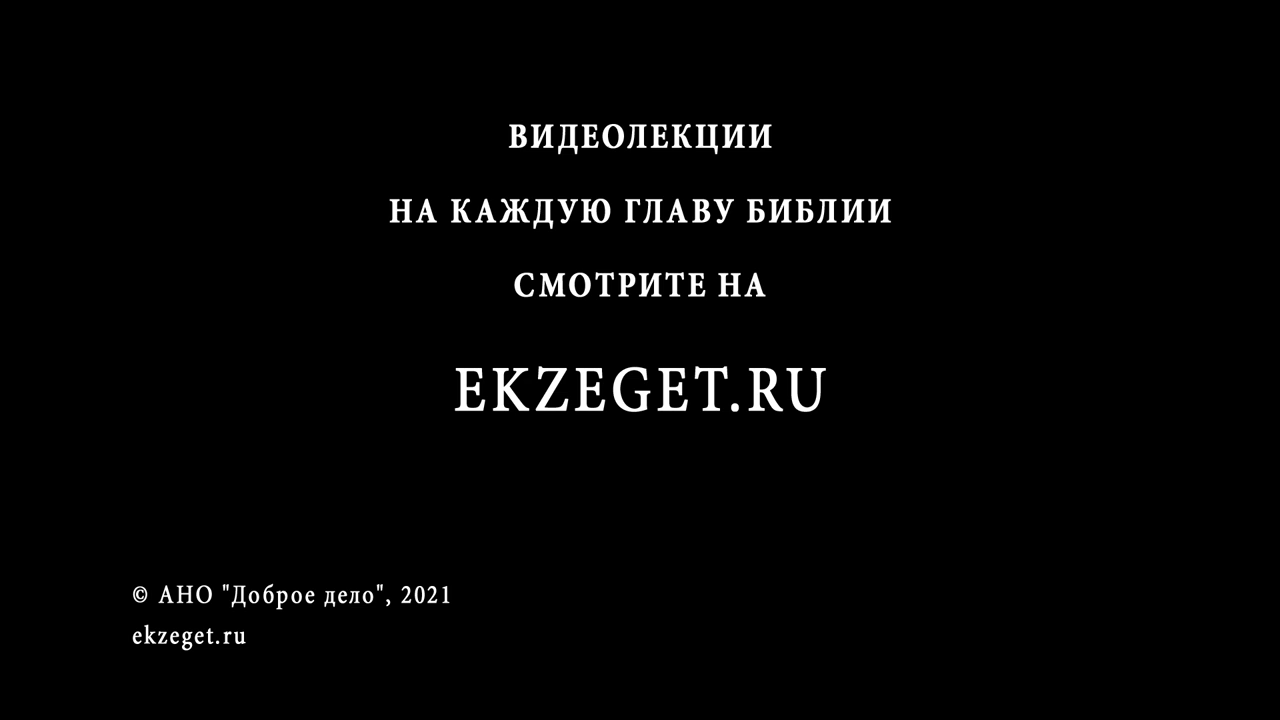 ВИДЕОЛЕКЦИИ
НА КАЖДУЮ ГЛАВУ БИБЛИИ
СМОТРИТЕ НА
EKZEGET.RU
© АНО "Доброе дело", 2021
ekzeget.ru